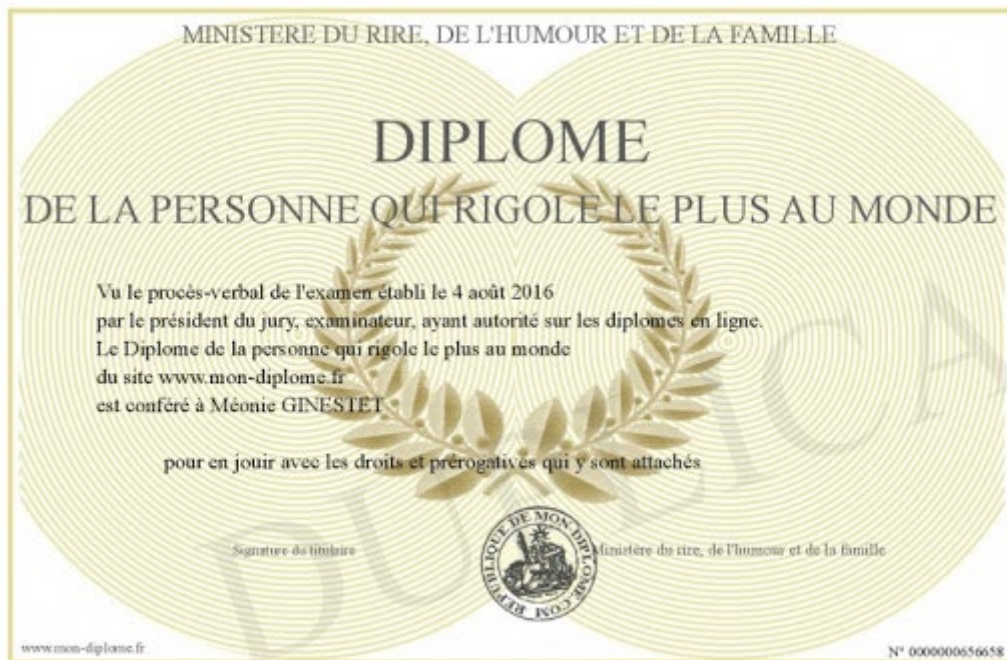 MINISTERE DU RIRE, DE L'HUMOUR ET DE LA FAMILLE
DIPLOME
DE LA PERSONNE QUI RIGOLE LE PLUS AU MONDE
Vu le procès-verbal de l'examen établi le 4 août 2016
par le président du jury, examinateur, ayant autorité sur les diplomes en ligne.
Le Diplome de la personne qui rigole le plus au monde
du site www.mon-diplome.fr
est conféré à Méonie GINESTET
pour en jouir avec les droits et prérogatives qui y sont attachés
Signature du titulaire
Ministère du rire, de l'humour et de la famille
REPUBLIQUE DE MON DIPLOME.COM
DUPLICA
www.mon-diplome.fr
N° 0000000656658